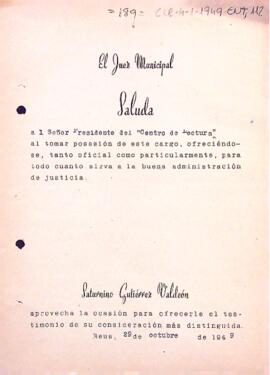 =189= CLR-4-1-1949 ENT, 112
El Juez Municipal
Saluda
a l Señor Presidente del "Centro de Lectura"
al tomar posesión de este cargo, ofreciéndo-
se, tanto oficial como particularmente, para
todo cuanto sirva a la buena administración
de justicia.
Saturnino Gutiérrez Valdeón
aprovecha la ocasión para ofrecerle el tes-
timonio de su consideración más distinguida.
Reus, 29 de octubre de 1949